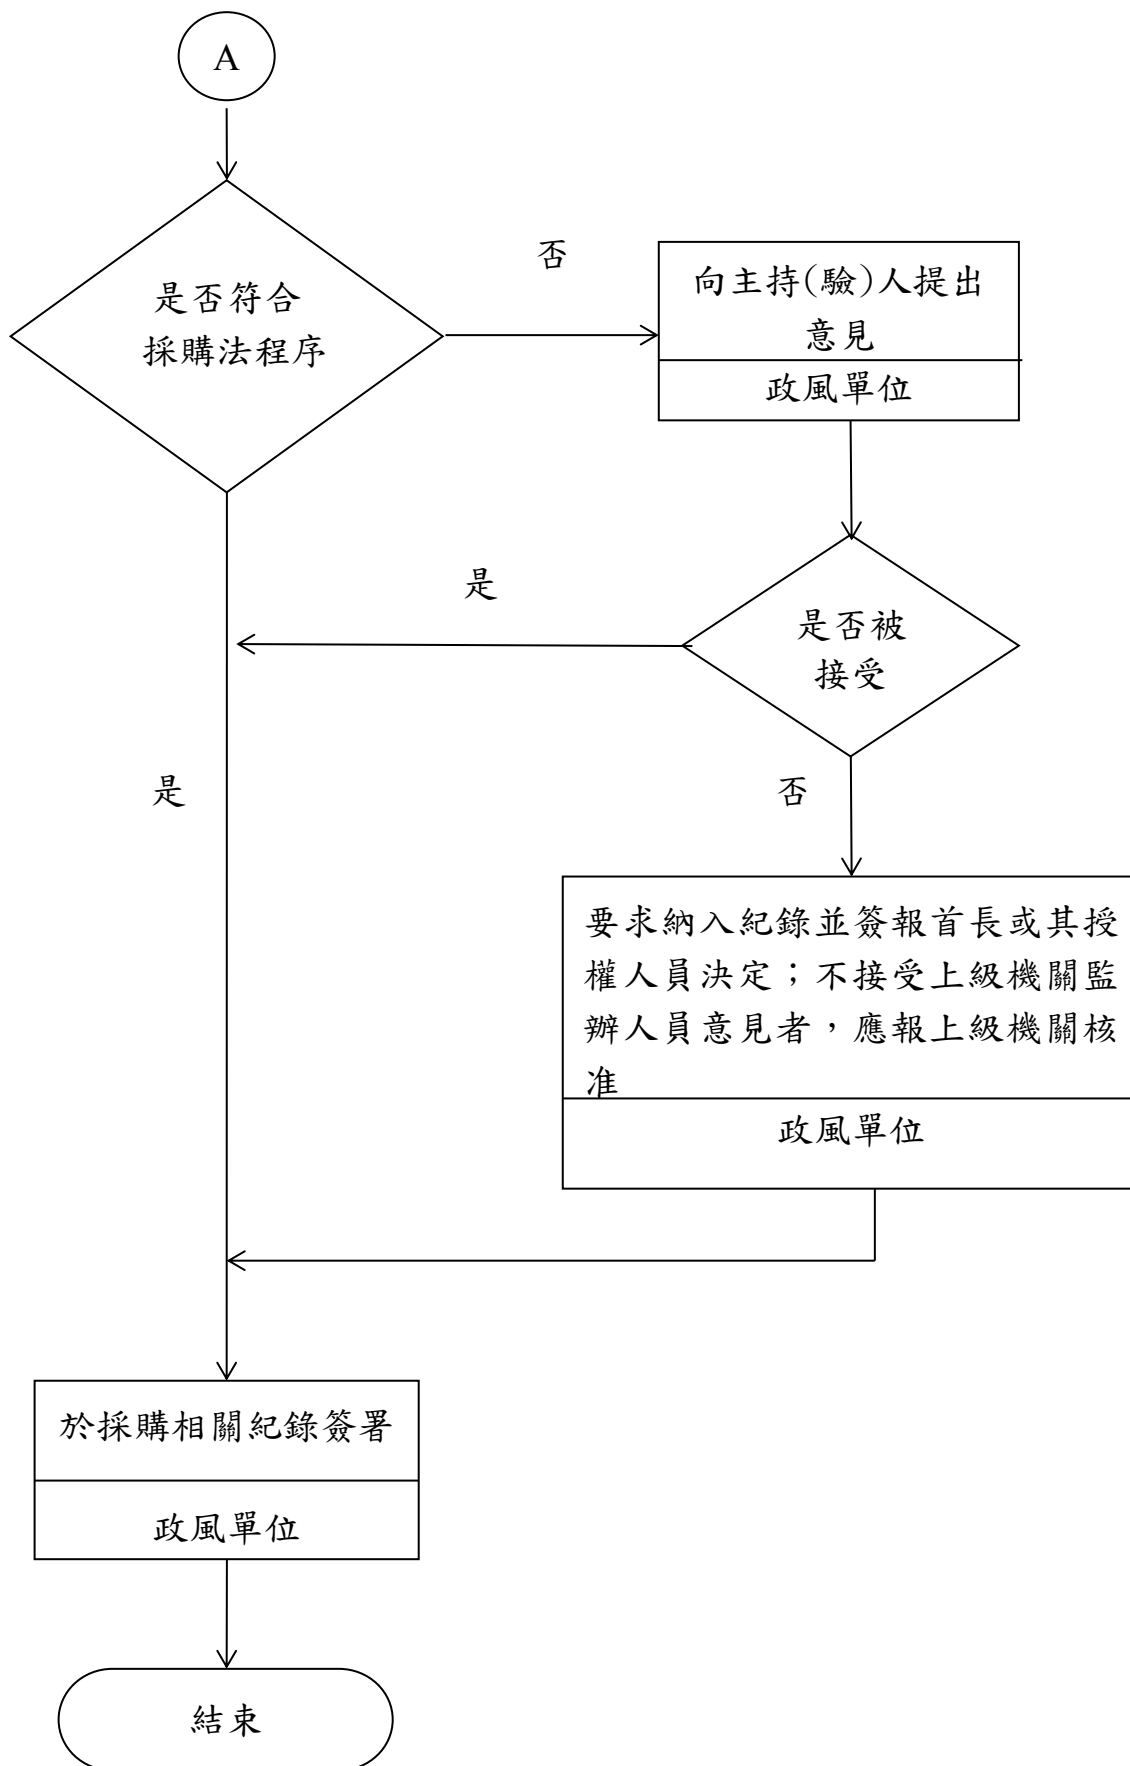 A
是否符合
採購法程序
否
向主持(驗)人提出
意見
政風單位
是
是否被
接受
是
否
要求納入紀錄並簽報首長或其授
權人員決定；不接受上級機關監
辦人員意見者，應報上級機關核
准
政風單位
於採購相關紀錄簽署
政風單位
結束